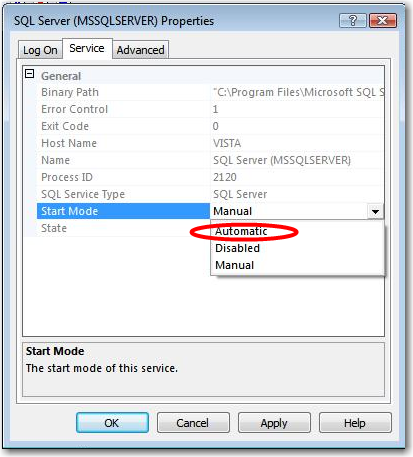 SQL Server (MSSQLSERVER) Properties
Log On Service Advanced
General
Binary Path "C:\Program Files\Microsoft SQL S
Error Control 1
Exit Code 0
Host Name VISTA
Name SQL Server (MSSQLSERVER)
Process ID 2120
SQL Service Type SQL Server
Start Mode Manual
State
Automatic
Disabled
Manual
Start Mode
The start mode of this service.
OK Cancel Apply Help